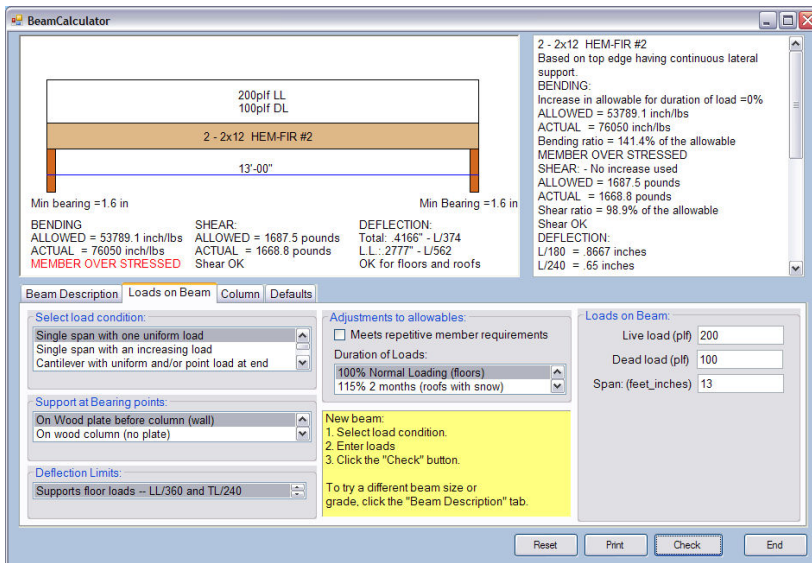 BeamCalculator
200plf LL
100plf DL
2 - 2x12 HEM-FIR #2
13'-00"
Min bearing =1.6 in
Min Bearing =1.6 in
BENDING
ALLOWED = 53789.1 inch/lbs
ACTUAL = 76050 inch/lbs
MEMBER OVER STRESSED
SHEAR:
ALLOWED = 1687.5 pounds
ACTUAL = 1668.8 pounds
Shear OK
DEFLECTION:
Total: .4166" - L/374
L.L.:.2777" - L/562
OK for floors and roofs
2 - 2x12 HEM-FIR #2
Based on top edge having continuous lateral
support.
BENDING:
Increase in allowable for duration of load =0%
ALLOWED = 53789.1 inch/lbs
ACTUAL = 76050 inch/lbs
Bending ratio = 141.4% of the allowable
MEMBER OVER STRESSED
SHEAR: - No increase used
ALLOWED = 1687.5 pounds
ACTUAL = 1668.8 pounds
Shear ratio = 98.9% of the allowable
Shear OK
DEFLECTION:
L/180 = .8667 inches
L/240 = .65 inches
Beam Description
Loads on Beam
Column
Defaults
Select load condition:
Single span with one uniform load
Single span with an increasing load
Cantilever with uniform and/or point load at end
Support at Bearing points:
On Wood plate before column (wall)
On wood column (no plate)
Deflection Limits:
Supports floor loads -- LL/360 and TL/240
Adjustments to allowables:
Meets repetitive member requirements
Duration of Loads:
100% Normal Loading (floors)
115% 2 months (roofs with snow)
New beam:
1. Select load condition.
2. Enter loads
3. Click the "Check" button.
To try a different beam size or
grade, click the "Beam Description" tab.
Loads on Beam:
Live load (plf) 200
Dead load (plf) 100
Span: (feet_inches) 13
Reset
Print
Check
End